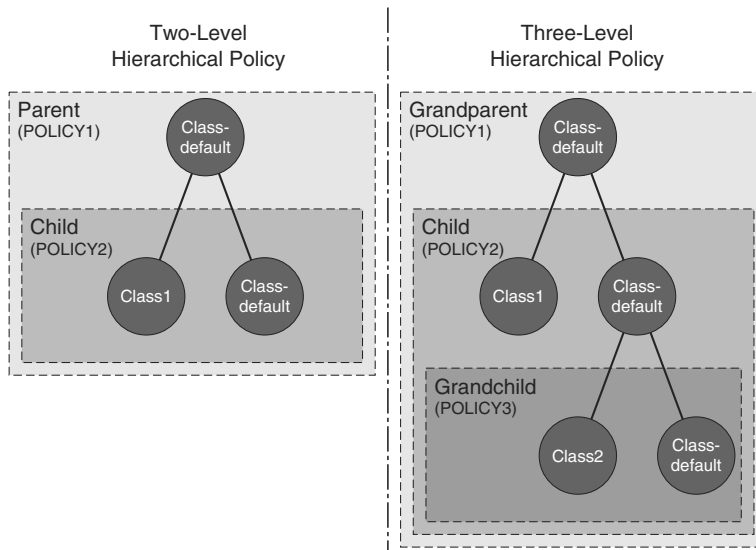 Two-Level
Hierarchical Policy
Parent
(POLICY1)
Class-
default
Child
(POLICY2)
Class1
Class-
default
Three-Level
Hierarchical Policy
Grandparent
(POLICY1)
Class-
default
Child
(POLICY2)
Class1
Class-
default
Grandchild
(POLICY3)
Class2
Class-
default